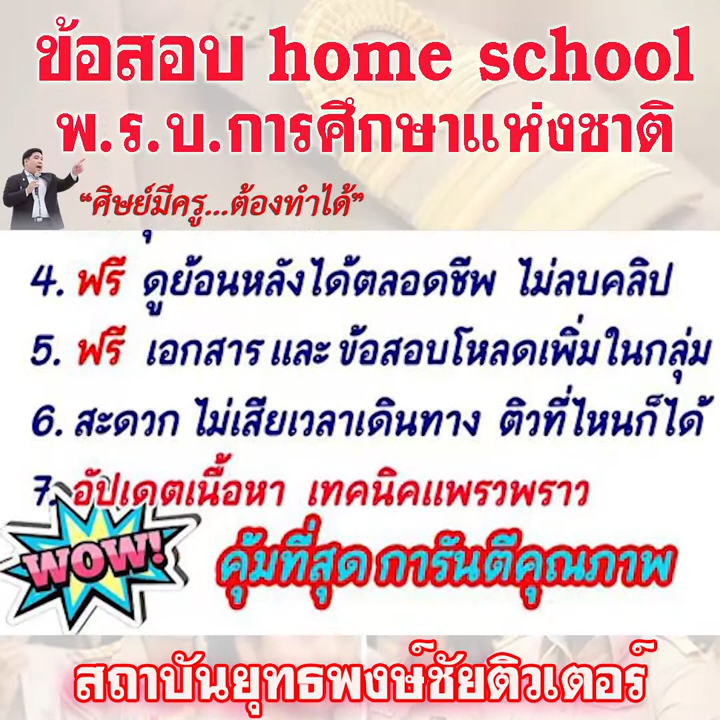 ข้อสอบ home school
พ.ร.บ.การศึกษาแห่งชาติ
“ศิษย์มีครู...ต้องทำได้”
4. ฟรี ดูย้อนหลังได้ตลอดชีพ ไม่ลบคลิป
5. ฟรี เอกสาร และ ข้อสอบโหลดเพิ่มในกลุ่ม
6. สะดวก ไม่เสียเวลาเดินทาง ติวที่ไหนก็ได้
7. อัปเดตเนื้อหา เทคนิคแพรวพราว
WOW!
คุ้มที่สุด การันตีคุณภาพ
สถาบันยุทธพงษ์ชัยติวเตอร์